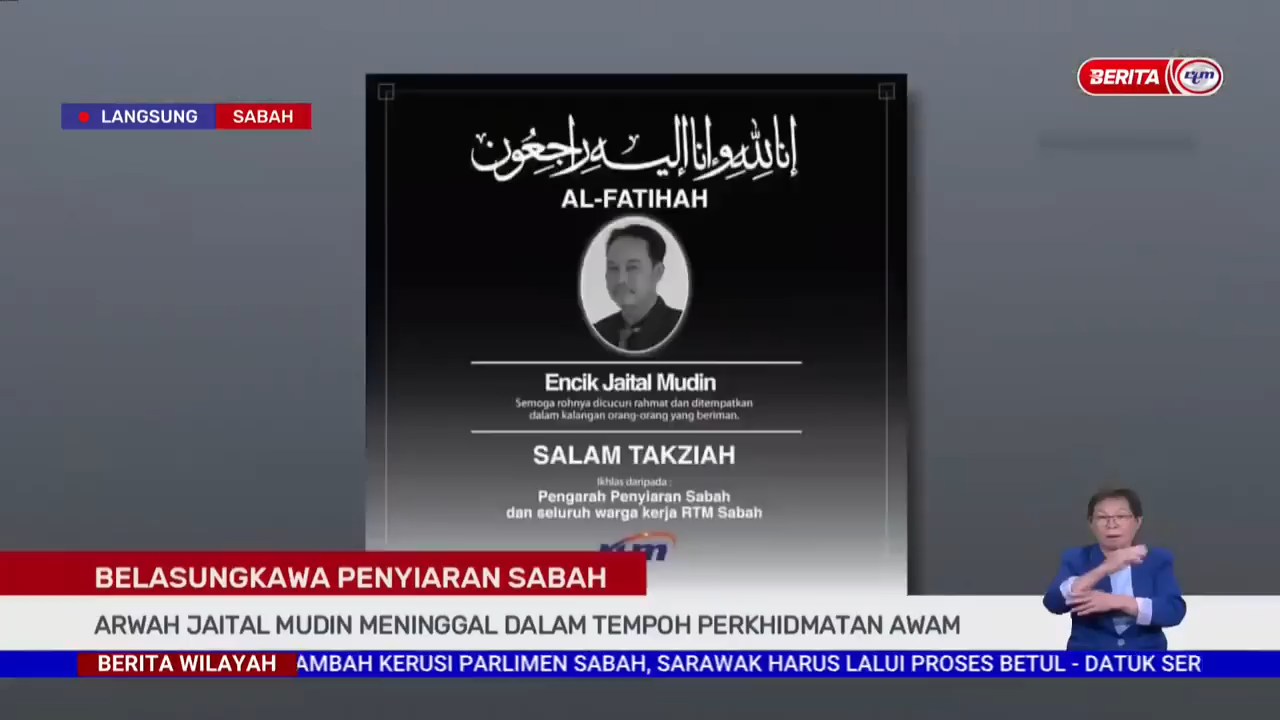 LANGSUNG SABAH
BERITA rtm
إنا لله وإنا إليه راجعون
AL-FATIHAH
Encik Jaital Mudin
Semoga rohnya dicucuri rahmat dan ditempatkan
dalam kalangan orang-orang yang beriman.
SALAM TAKZIAH
Ikhlas daripada :
Pengarah Penyiaran Sabah
dan seluruh warga kerja RTM Sabah
rtm
BELASUNGKAWA PENYIARAN SABAH
ARWAH JAITAL MUDIN MENINGGAL DALAM TEMPOH PERKHIDMATAN AWAM
BERITA WILAYAH AMBAH KERUSI PARLIMEN SABAH, SARAWAK HARUS LALUI PROSES BETUL - DATUK SER